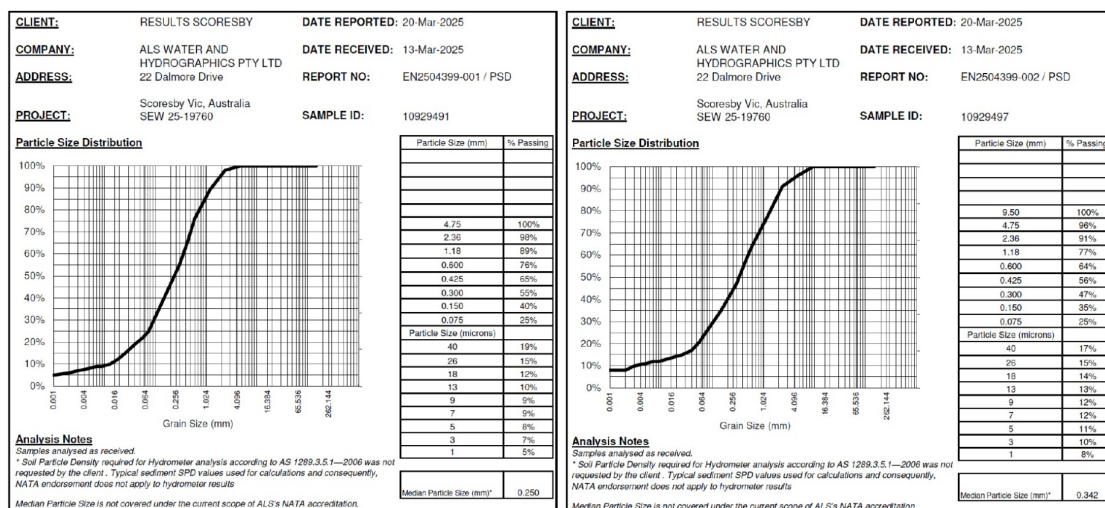 CLIENT: RESULTS SCORESBY DATE REPORTED: 20-Mar-2025
COMPANY: ALS WATER AND HYDROGRAPHICS PTY LTD DATE RECEIVED: 13-Mar-2025
ADDRESS: 22 Dalmore Drive REPORT NO: EN2504399-001 / PSD
Scoresby Vic, Australia
PROJECT: SEW 25-19760 SAMPLE ID: 10929491
Particle Size Distribution
100%
90%
80%
70%
60%
50%
40%
30%
20%
10%
0%
0.001 0.004 0.016 0.064 0.256 1.024 4.096 16.384 65.536 262.144
Grain Size (mm)
Particle Size (mm) % Passing
4.75 100%
2.36 98%
1.18 89%
0.600 76%
0.425 65%
0.300 55%
0.150 40%
0.075 25%
Particle Size (microns)
40 19%
26 15%
18 12%
13 10%
9 9%
7 9%
5 8%
3 7%
1 5%
Median Particle Size (mm)* 0.250
Analysis Notes
Samples analysed as received.
* Soil Particle Density required for Hydrometer analysis according to AS 1289.3.5.1—2006 was not
requested by the client . Typical sediment SPD values used for calculations and consequently,
NATA endorsement does not apply to hydrometer results
Median Particle Size is not covered under the current scope of ALS's NATA accreditation.
CLIENT: RESULTS SCORESBY DATE REPORTED: 20-Mar-2025
COMPANY: ALS WATER AND HYDROGRAPHICS PTY LTD DATE RECEIVED: 13-Mar-2025
ADDRESS: 22 Dalmore Drive REPORT NO: EN2504399-002 / PSD
Scoresby Vic, Australia
PROJECT: SEW 25-19760 SAMPLE ID: 10929497
Particle Size Distribution
100%
90%
80%
70%
60%
50%
40%
30%
20%
10%
0%
0.001 0.004 0.016 0.064 0.256 1.024 4.096 16.384 65.536 262.144
Grain Size (mm)
Particle Size (mm) % Passing
9.50 100%
4.75 96%
2.36 91%
1.18 77%
0.600 64%
0.425 56%
0.300 47%
0.150 35%
0.075 25%
Particle Size (microns)
40 17%
26 15%
18 14%
13 13%
9 12%
7 12%
5 11%
3 10%
1 8%
Median Particle Size (mm)* 0.342
Analysis Notes
Samples analysed as received.
* Soil Particle Density required for Hydrometer analysis according to AS 1289.3.5.1—2006 was not
requested by the client . Typical sediment SPD values used for calculations and consequently,
NATA endorsement does not apply to hydrometer results
Median Particle Size is not covered under the current scope of ALS's NATA accreditation.